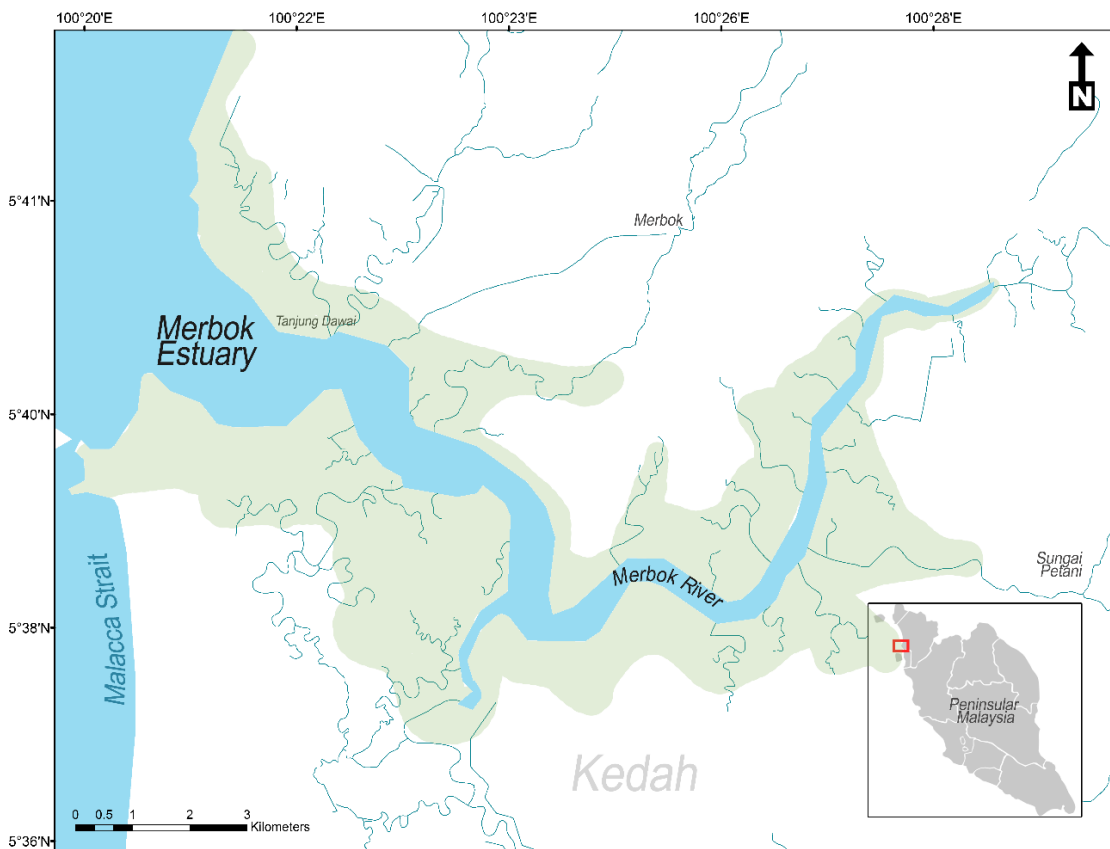 100°20'E 100°22'E 100°23'E 100°26'E 100°28'E
N
5°41'N
Merbok
Tanjung Dawai
Merbok
Estuary
5°40'N
Sungai
Petani
Merbok River
Malacca Strait
5°38'N
Peninsular
Malaysia
Kedah
0 0.5 1 2 3
Kilometers
5°36'N